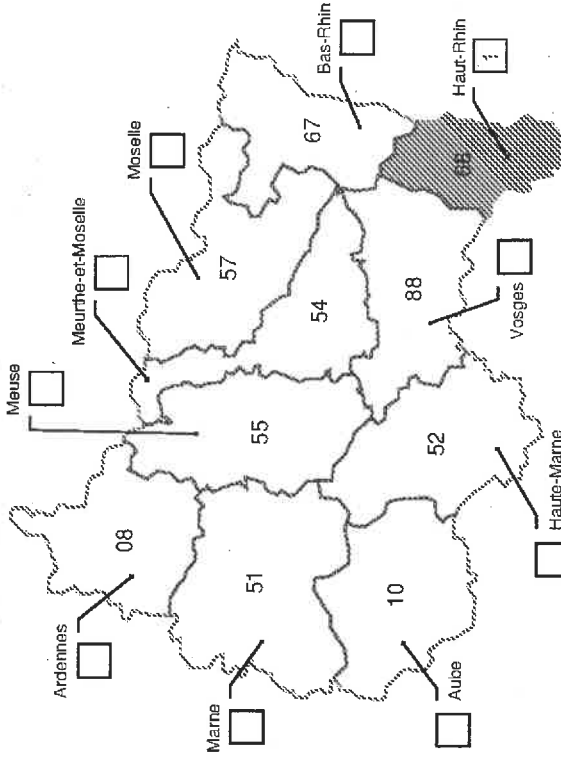 Meuse
Meurthe-et-Moselle
Moselle
Bas-Rhin
Ardennes
08
55
57
67
54
Marne
51
Haut-Rhin
1
68
88
Vosges
52
10
Aube
Haute-Marne